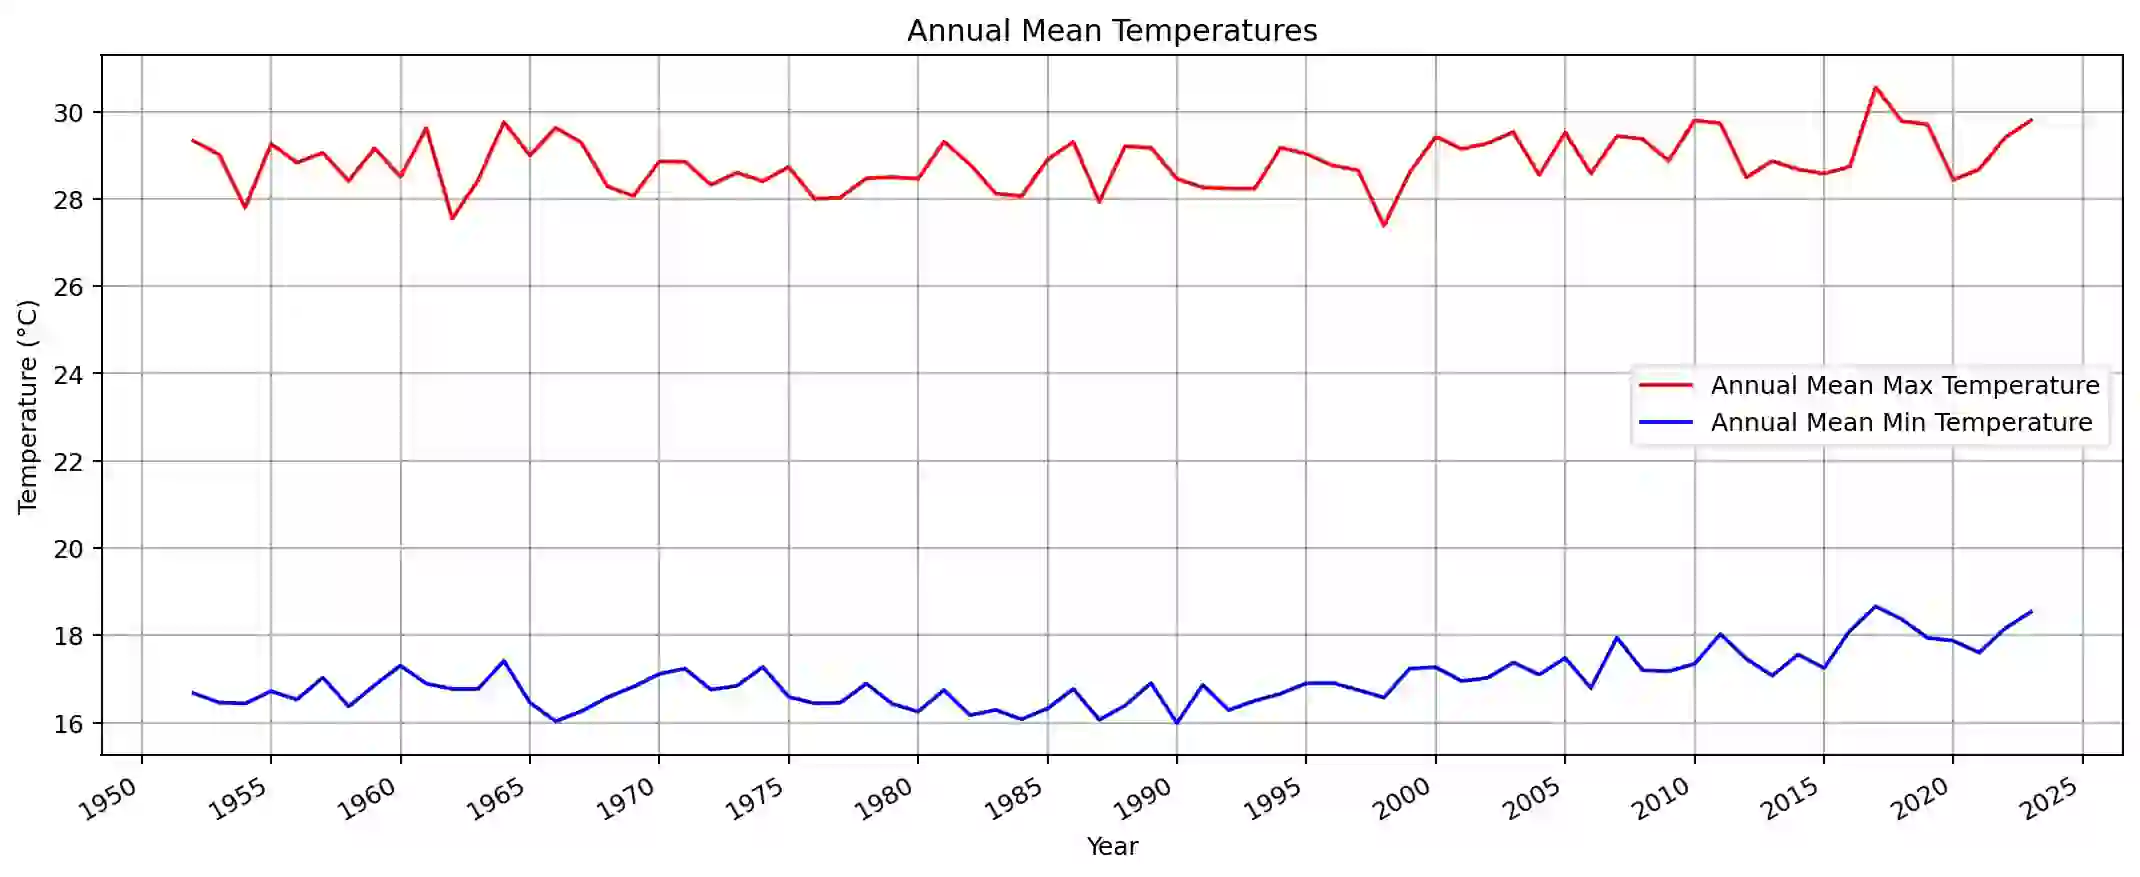 Annual Mean Temperatures
30
28
26
24
22
20
18
16
Temperature (°C)
Annual Mean Max Temperature
Annual Mean Min Temperature
1950 1955 1960 1965 1970 1975 1980 1985 1990 1995 2000 2005 2010 2015 2020 2025
Year